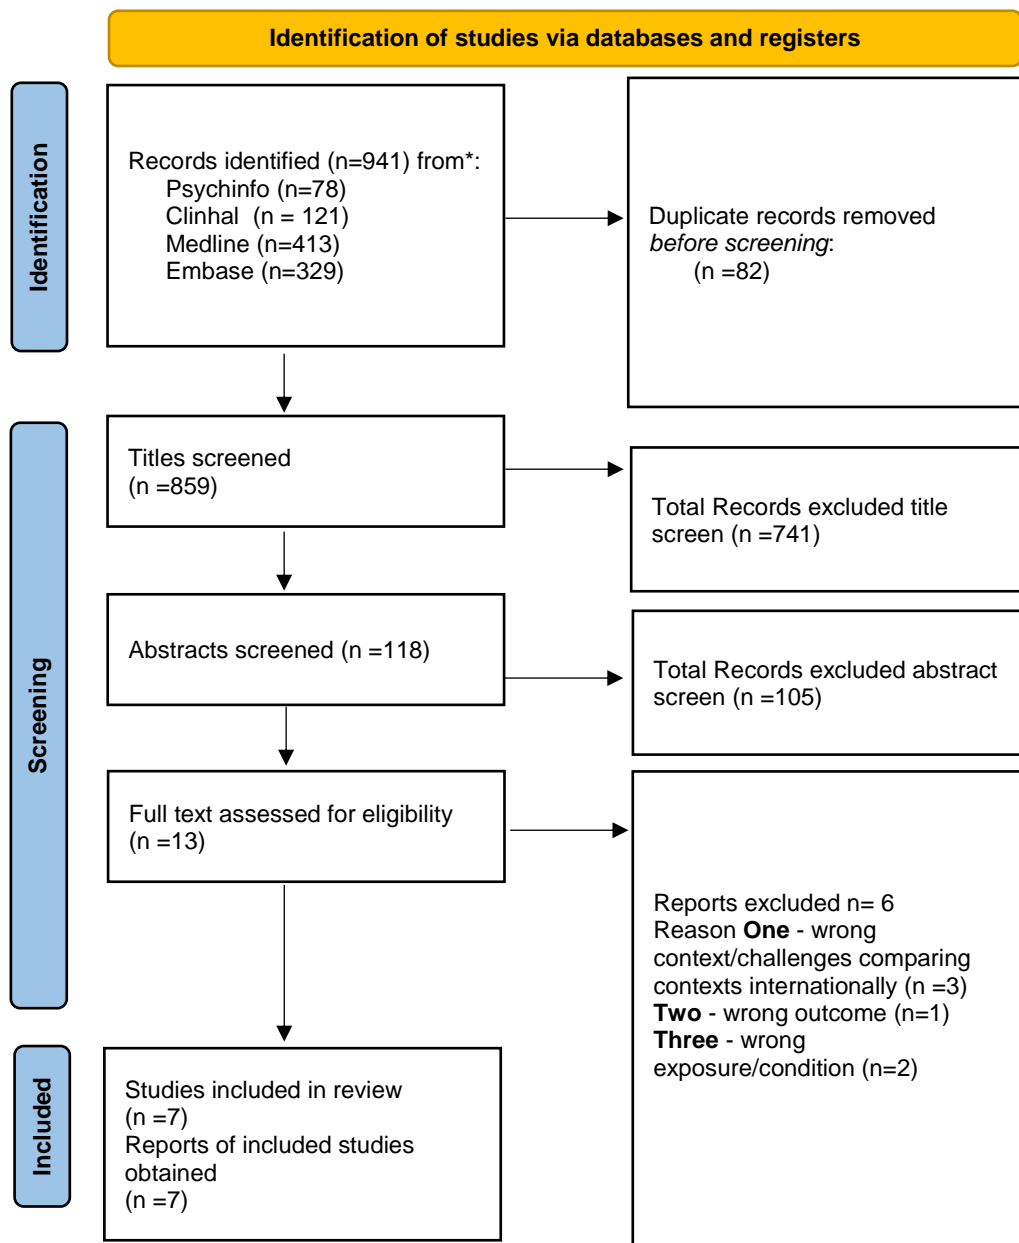 Identification of studies via databases and registers
Identification
Records identified (n=941) from*:
Psychinfo (n=78)
Clinhal  (n = 121)
Medline (n=413)
Embase (n=329)
Duplicate records removed
before screening:
(n =82)
Screening
Titles screened
(n =859)
Total Records excluded title
screen (n =741)
Abstracts screened (n =118)
Total Records excluded abstract
screen (n =105)
Full text assessed for eligibility
(n =13)
Reports excluded n= 6
Reason One - wrong
context/challenges comparing
contexts internationally (n =3)
Two - wrong outcome (n=1)
Three - wrong
exposure/condition (n=2)
Included
Studies included in review
(n =7)
Reports of included studies
obtained
(n =7)